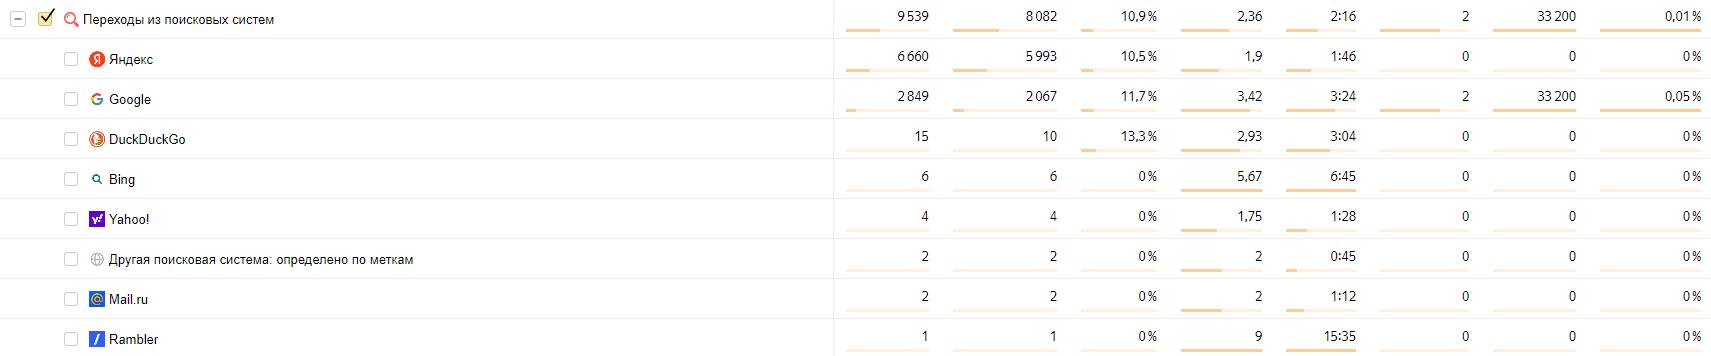 Переходы из поисковых систем 9 539 8 082 10,9 % 2,36 2:16 2 33 200 0,01 %
Яндекс 6 660 5 993 10,5 % 1,9 1:46 0 0 0 %
Google 2 849 2 067 11,7 % 3,42 3:24 2 33 200 0,05 %
DuckDuckGo 15 10 13,3 % 2,93 3:04 0 0 0 %
Bing 6 6 0 % 5,67 6:45 0 0 0 %
Yahoo! 4 4 0 % 1,75 1:28 0 0 0 %
Другая поисковая система: определено по меткам 2 2 0 % 2 0:45 0 0 0 %
Mail.ru 2 2 0 % 2 1:12 0 0 0 %
Rambler 1 1 0 % 9 15:35 0 0 0 %